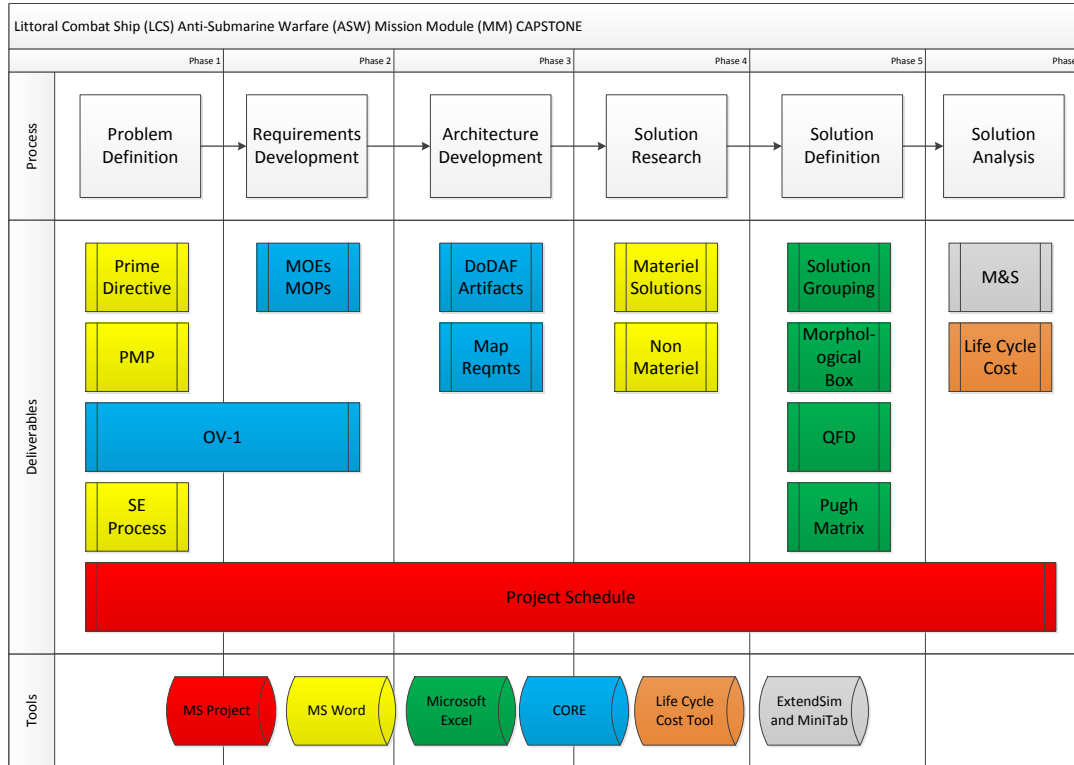 Littoral Combat Ship (LCS) Anti-Submarine Warfare (ASW) Mission Module (MM) CAPSTONE
Phase 1
Phase 2
Phase 3
Phase 4
Phase 5
Phase
Process
Problem
Definition
Requirements
Development
Architecture
Development
Solution
Research
Solution
Definition
Solution
Analysis
Deliverables
Prime
Directive
MOEs
MOPs
DoDAF
Artifacts
Materiel
Solutions
Solution
Grouping
M&S
PMP
Map
Reqmts
Non
Materiel
Morphol-
ogical
Box
Life Cycle
Cost
OV-1
QFD
SE
Process
Pugh
Matrix
Project Schedule
Tools
MS Project
MS Word
Microsoft
Excel
CORE
Life Cycle
Cost Tool
ExtendSim
and MiniTab